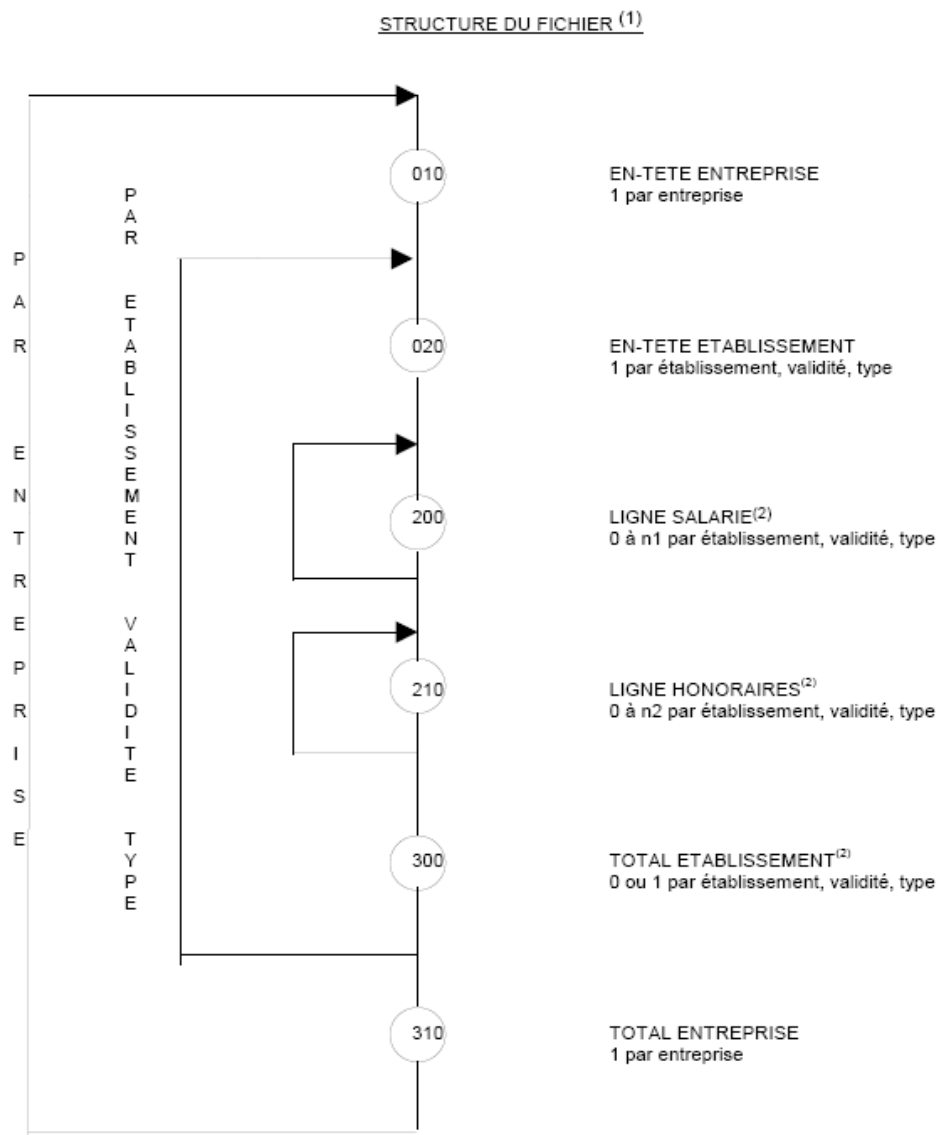 STRUCTURE DU FICHIER (1)
PAR ENTREPRISE
PAR ETABLISSEMENT VALIDITE TYPE
010
EN-TETE ENTREPRISE
1 par entreprise
020
EN-TETE ETABLISSEMENT
1 par établissement, validité, type
200
LIGNE SALARIE(2)
0 à n1 par établissement, validité, type
210
LIGNE HONORAIRES(2)
0 à n2 par établissement, validité, type
300
TOTAL ETABLISSEMENT(2)
0 ou 1 par établissement, validité, type
310
TOTAL ENTREPRISE
1 par entreprise